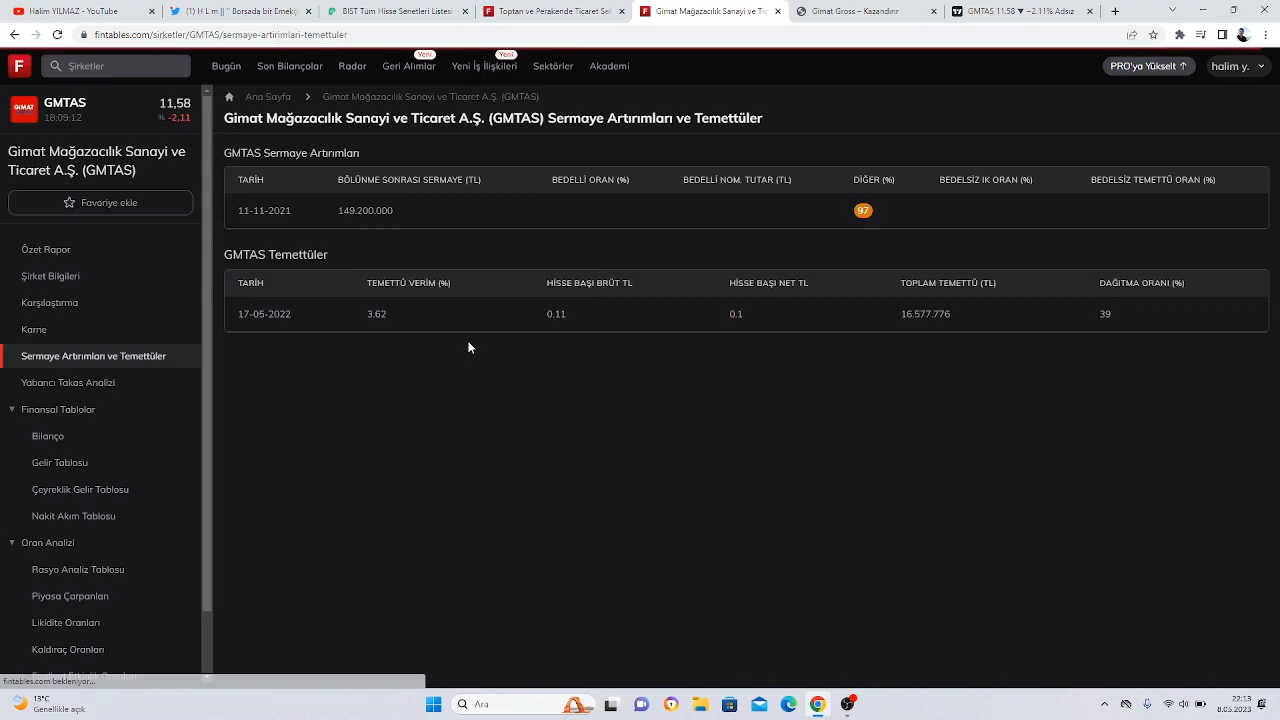 Halim Yılmaz - YouTube
(1) H L m || " Borsada bir Emekçi
BIST Tüm Hisse Senetleri Listesi
Toptan ve Perakende Ticaret Se
Gimat Mağazacılık Sanayi ve Tic
Gimat Gross – Kazandırır
GMTAS 11.58 ▼ −2.11% Adsız
fintables.com/sirketler/GMTAS/sermaye-artirimlari-temettuler
F
Şirketler
Bugün
Son Bilançolar
Radar
Geri Alımlar
Yeni
Yeni İş İlişkileri
Yeni
Sektörler
Akademi
PRO'ya Yükselt ↑
halim y.
GİMAT
GMTAS
11,58
18:09:12
% -2,11
Gimat Mağazacılık Sanayi ve
Ticaret A.Ş. (GMTAS)
Favoriye ekle
Özet Rapor
Şirket Bilgileri
Karşılaştırma
Karne
Sermaye Artırımları ve Temettüler
Yabancı Takas Analizi
Finansal Tablolar
Bilanço
Gelir Tablosu
Çeyreklik Gelir Tablosu
Nakit Akım Tablosu
Oran Analizi
Rasyo Analiz Tablosu
Piyasa Çarpanları
Likidite Oranları
Kaldıraç Oranları
Ana Sayfa > Gimat Mağazacılık Sanayi ve Ticaret A.Ş. (GMTAS)
Gimat Mağazacılık Sanayi ve Ticaret A.Ş. (GMTAS) Sermaye Artırımları ve Temettüler
GMTAS Sermaye Artırımları
TARİH BÖLÜNME SONRASI SERMAYE (TL) BEDELLİ ORAN (%) BEDELLİ NOM. TUTAR (TL) DİĞER (%) BEDELSİZ IK ORAN (%) BEDELSİZ TEMETTÜ ORAN (%)
11-11-2021 149.200.000 97
GMTAS Temettüler
TARİH TEMETTÜ VERİM (%) HİSSE BAŞI BRÜT TL HİSSE BAŞI NET TL TOPLAM TEMETTÜ (TL) DAĞITMA ORANI (%)
17-05-2022 3.62 0.11 0.1 16.577.776 39
fintables.com bekleniyor...
13°C
Genellikle açık
Ara
22:13
8.05.2023